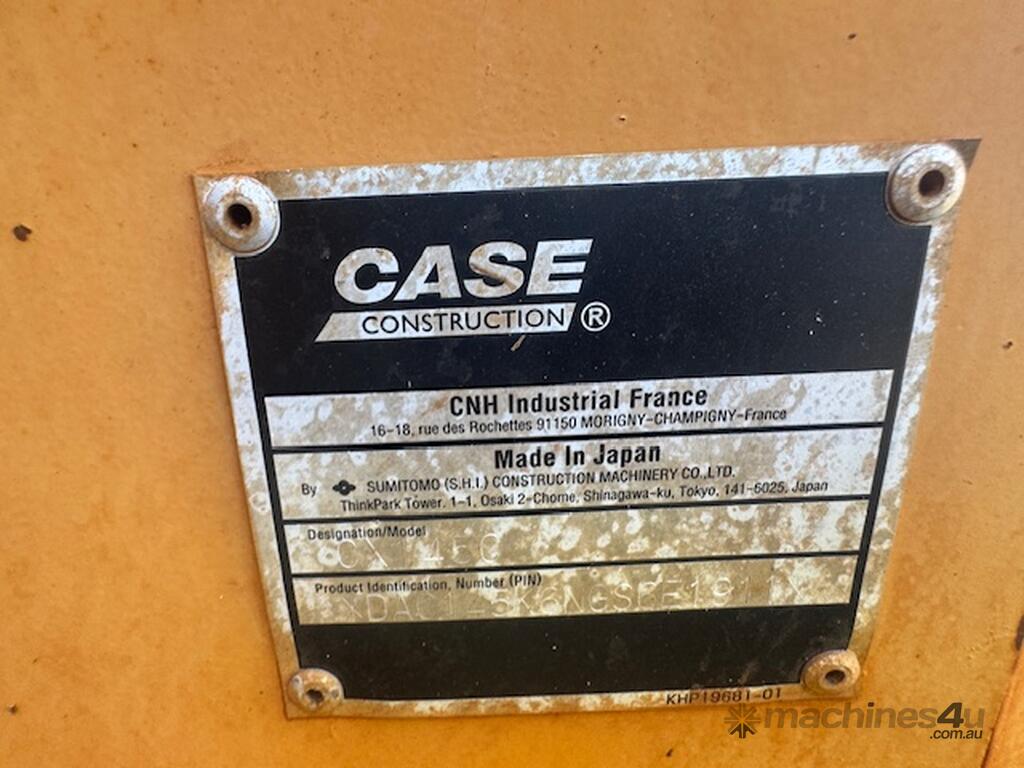 CASE
CONSTRUCTION ®
CNH Industrial France
16-18, rue des Rochettes 91150 MORIGNY-CHAMPIGNY-France
Made In Japan
By SUMITOMO (S.H.I.) CONSTRUCTION MACHINERY CO.,LTD.
ThinkPark Tower. 1-1, Osaki 2-Chome, Shinagawa-ku, Tokyo, 141-6025, Japan
Designation/Model
Product Identification, Number (PIN)
KHP19681-01
machines4u
.com.au